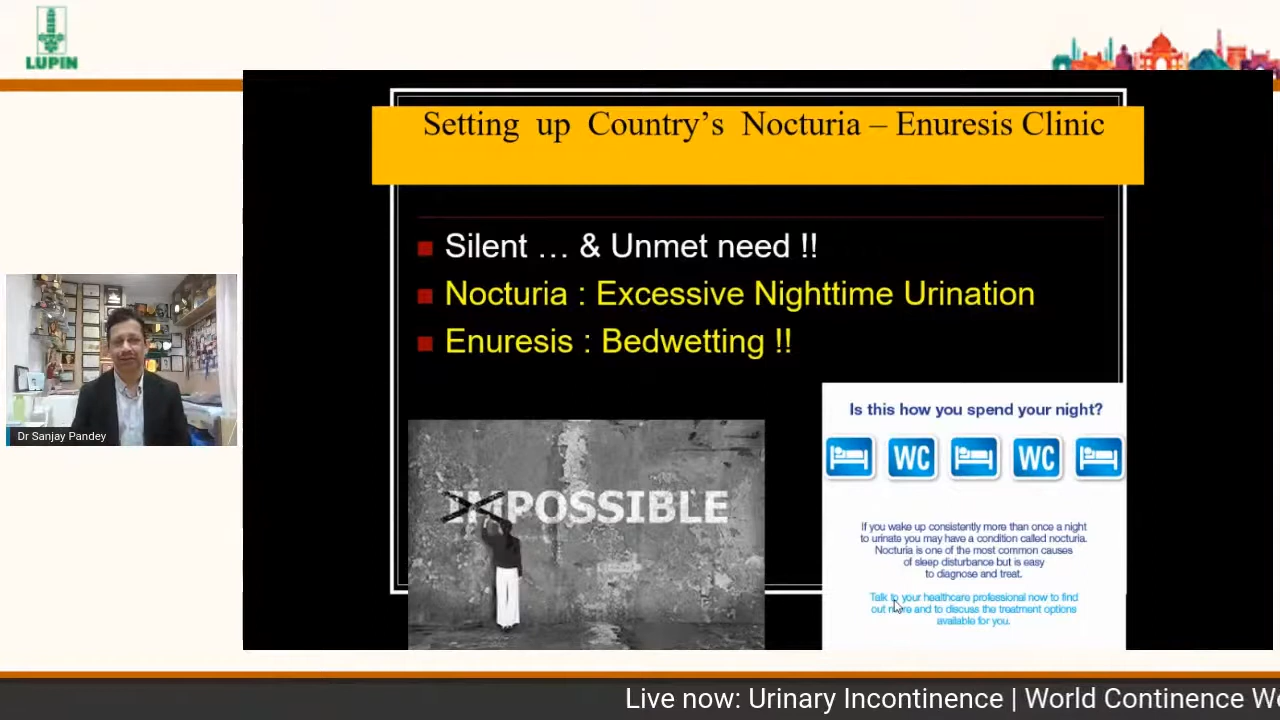 LUPIN
Setting up Country's Nocturia – Enuresis Clinic
Silent … & Unmet need !!
Nocturia : Excessive Nighttime Urination
Enuresis : Bedwetting !!
IMPOSSIBLE
Is this how you spend your night?
WC
WC
If you wake up consistently more than once a night
to urinate you may have a condition called nocturia.
Nocturia is one of the most common causes
of sleep disturbance but is easy
to diagnose and treat.
Talk to your healthcare professional now to find
out more and to discuss the treatment options
available for you.
Dr Sanjay Pandey
Live now: Urinary Incontinence | World Continence We